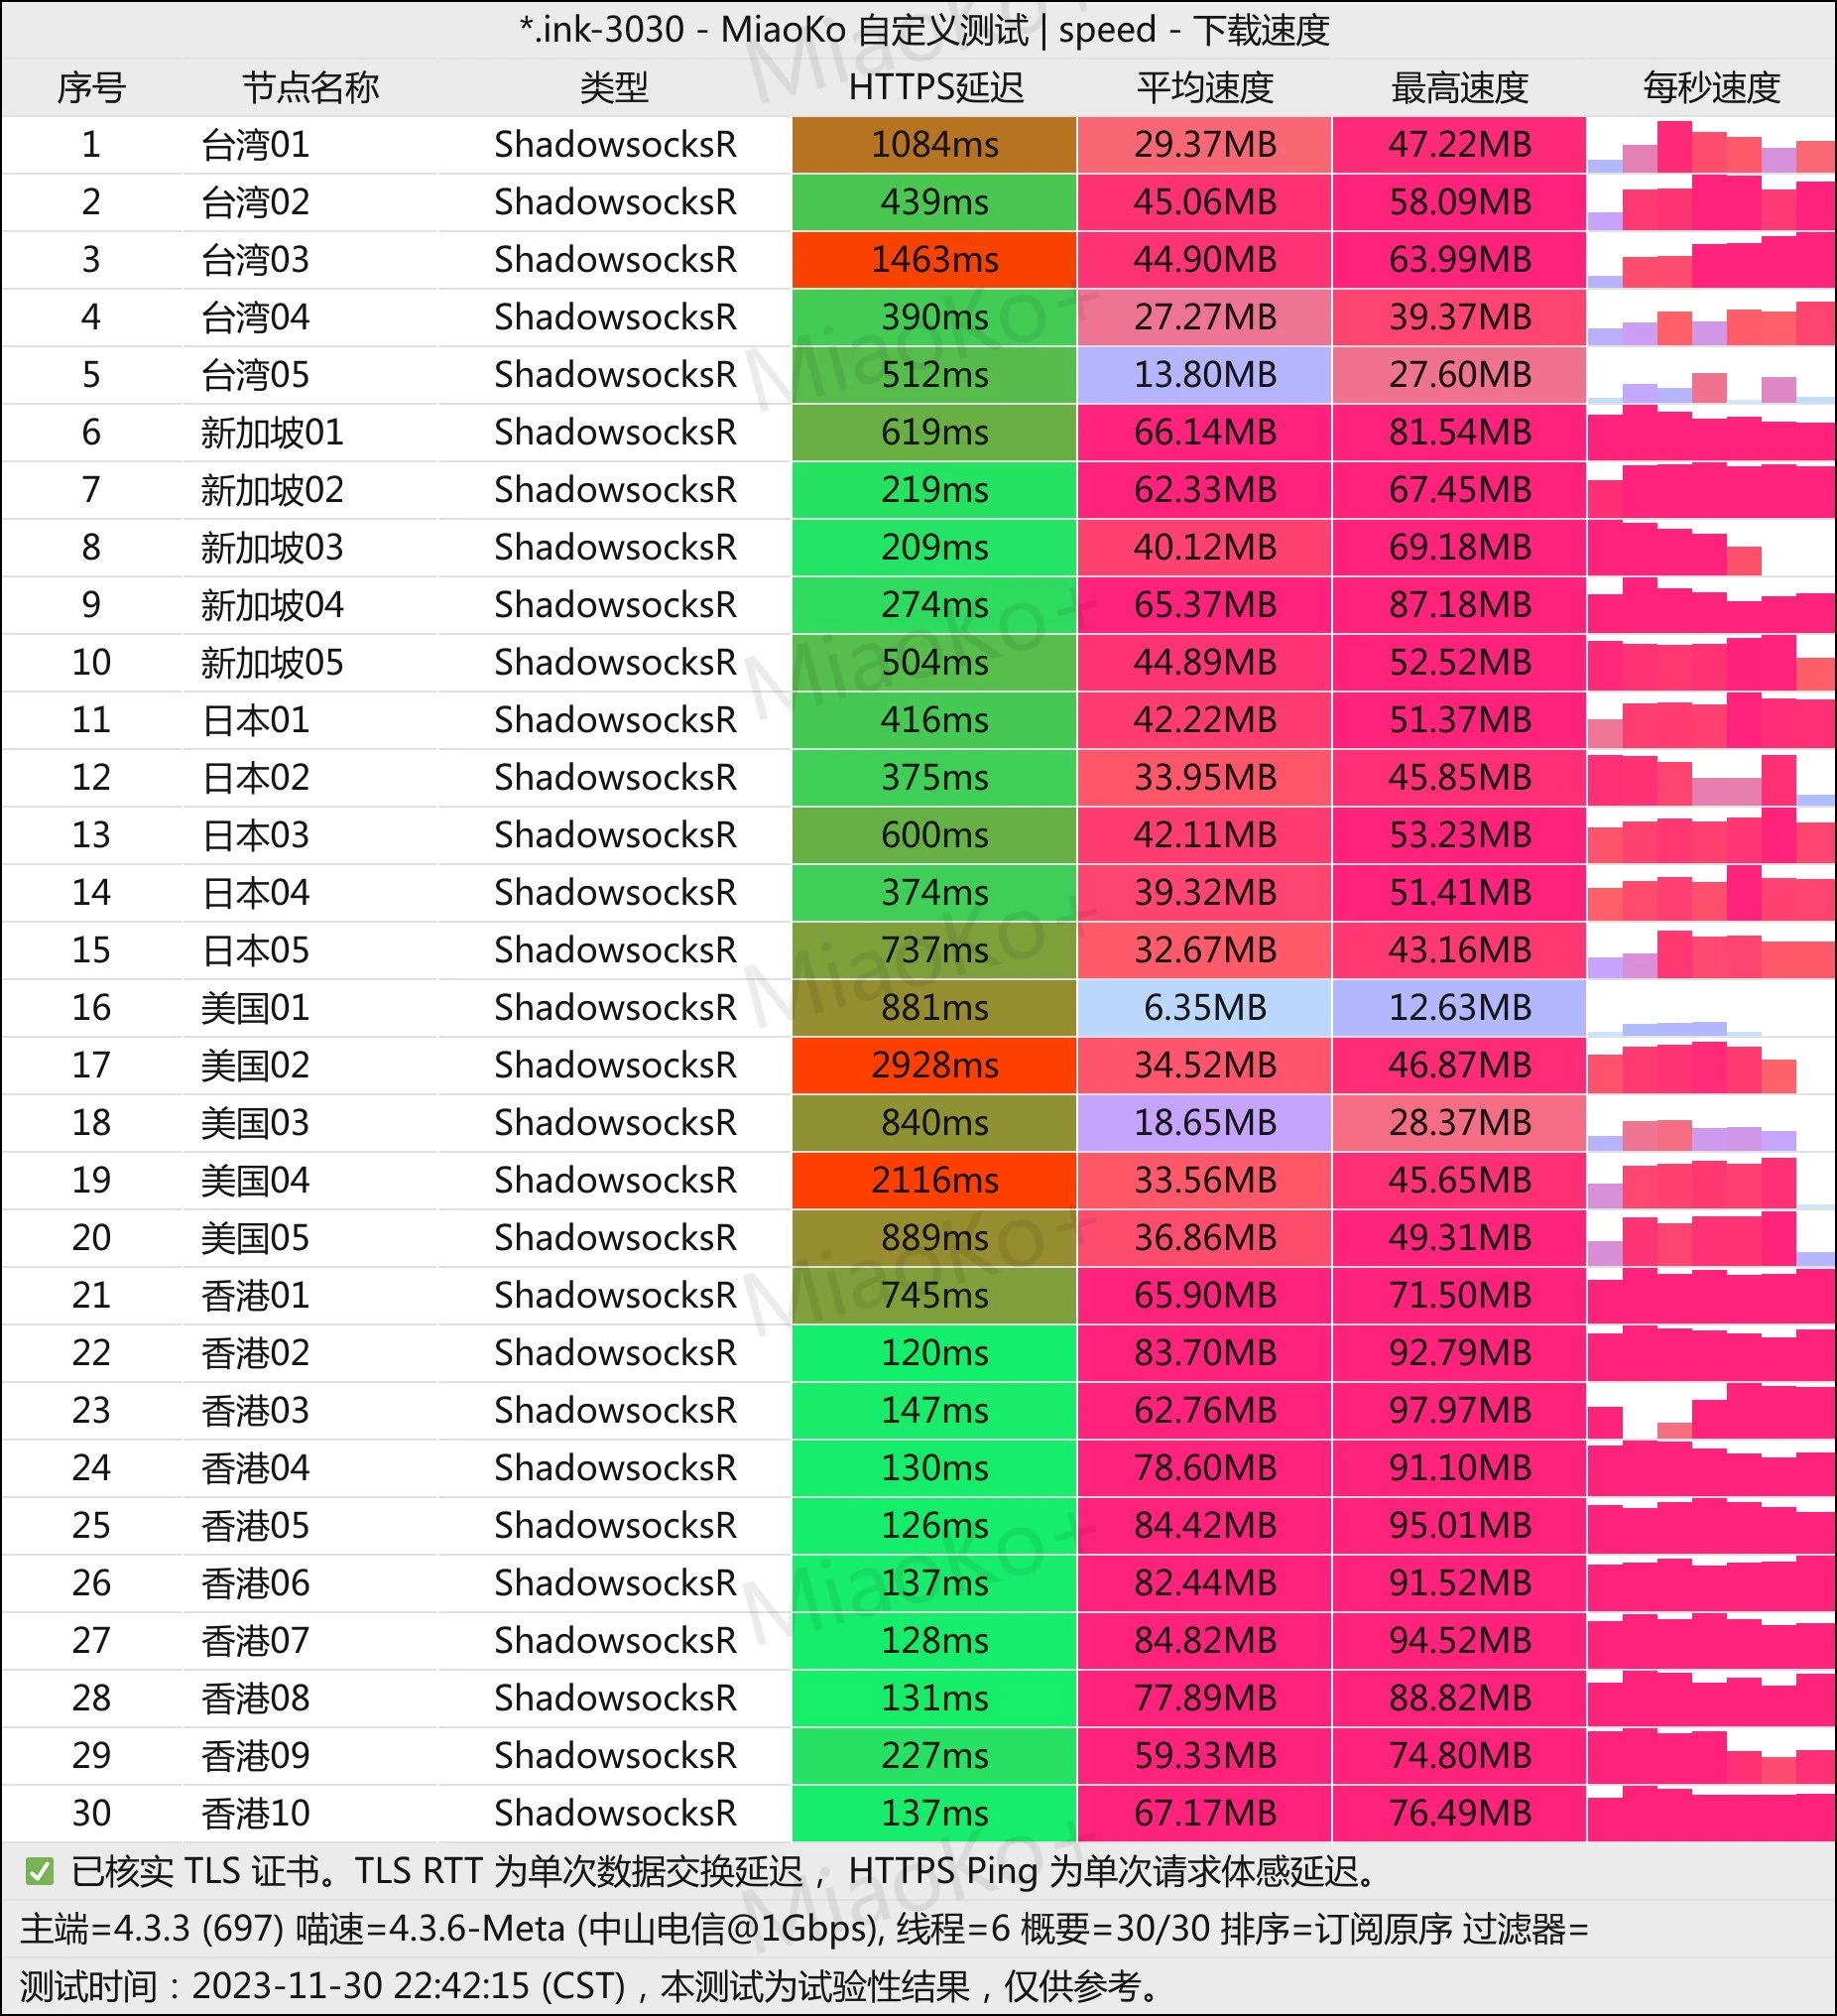 *.ink-3030 - MiaoKo 自定义测试 | speed - 下载速度
序号 节点名称 类型 HTTPS延迟 平均速度 最高速度 每秒速度
1 台湾01 ShadowsocksR 1084ms 29.37MB 47.22MB
2 台湾02 ShadowsocksR 439ms 45.06MB 58.09MB
3 台湾03 ShadowsocksR 1463ms 44.90MB 63.99MB
4 台湾04 ShadowsocksR 390ms 27.27MB 39.37MB
5 台湾05 ShadowsocksR 512ms 13.80MB 27.60MB
6 新加坡01 ShadowsocksR 619ms 66.14MB 81.54MB
7 新加坡02 ShadowsocksR 219ms 62.33MB 67.45MB
8 新加坡03 ShadowsocksR 209ms 40.12MB 69.18MB
9 新加坡04 ShadowsocksR 274ms 65.37MB 87.18MB
10 新加坡05 ShadowsocksR 504ms 44.89MB 52.52MB
11 日本01 ShadowsocksR 416ms 42.22MB 51.37MB
12 日本02 ShadowsocksR 375ms 33.95MB 45.85MB
13 日本03 ShadowsocksR 600ms 42.11MB 53.23MB
14 日本04 ShadowsocksR 374ms 39.32MB 51.41MB
15 日本05 ShadowsocksR 737ms 32.67MB 43.16MB
16 美国01 ShadowsocksR 881ms 6.35MB 12.63MB
17 美国02 ShadowsocksR 2928ms 34.52MB 46.87MB
18 美国03 ShadowsocksR 840ms 18.65MB 28.37MB
19 美国04 ShadowsocksR 2116ms 33.56MB 45.65MB
20 美国05 ShadowsocksR 889ms 36.86MB 49.31MB
21 香港01 ShadowsocksR 745ms 65.90MB 71.50MB
22 香港02 ShadowsocksR 120ms 83.70MB 92.79MB
23 香港03 ShadowsocksR 147ms 62.76MB 97.97MB
24 香港04 ShadowsocksR 130ms 78.60MB 91.10MB
25 香港05 ShadowsocksR 126ms 84.42MB 95.01MB
26 香港06 ShadowsocksR 137ms 82.44MB 91.52MB
27 香港07 ShadowsocksR 128ms 84.82MB 94.52MB
28 香港08 ShadowsocksR 131ms 77.89MB 88.82MB
29 香港09 ShadowsocksR 227ms 59.33MB 74.80MB
30 香港10 ShadowsocksR 137ms 67.17MB 76.49MB
✅ 已核实 TLS 证书。TLS RTT 为单次数据交换延迟，HTTPS Ping 为单次请求体感延迟。
主端=4.3.3 (697) 喵速=4.3.6-Meta (中山电信@1Gbps), 线程=6 概要=30/30 排序=订阅原序 过滤器=
测试时间：2023-11-30 22:42:15 (CST)，本测试为试验性结果，仅供参考。
MiaoKo+
MiaoKo+
MiaoKo+
MiaoKo+
MiaoKo+
MiaoKo+
MiaoKo+